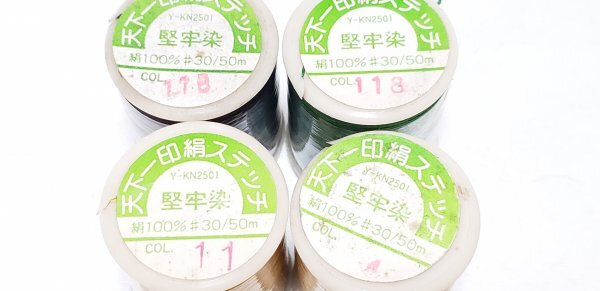 天下一印絹ステッチ
Y-KN2501
堅牢染
絹100%#30/50m
COL. 11B
天下一印絹ステッチ
Y-KN2501
堅牢染
絹100%#30/50m
COL. 118
天下一印絹ステッチ
Y-KN2501
堅牢染
絹100%#30/50m
COL. 11
天下一印絹ステッチ
Y-KN2501
堅牢染
絹100%#30/50m
COL.